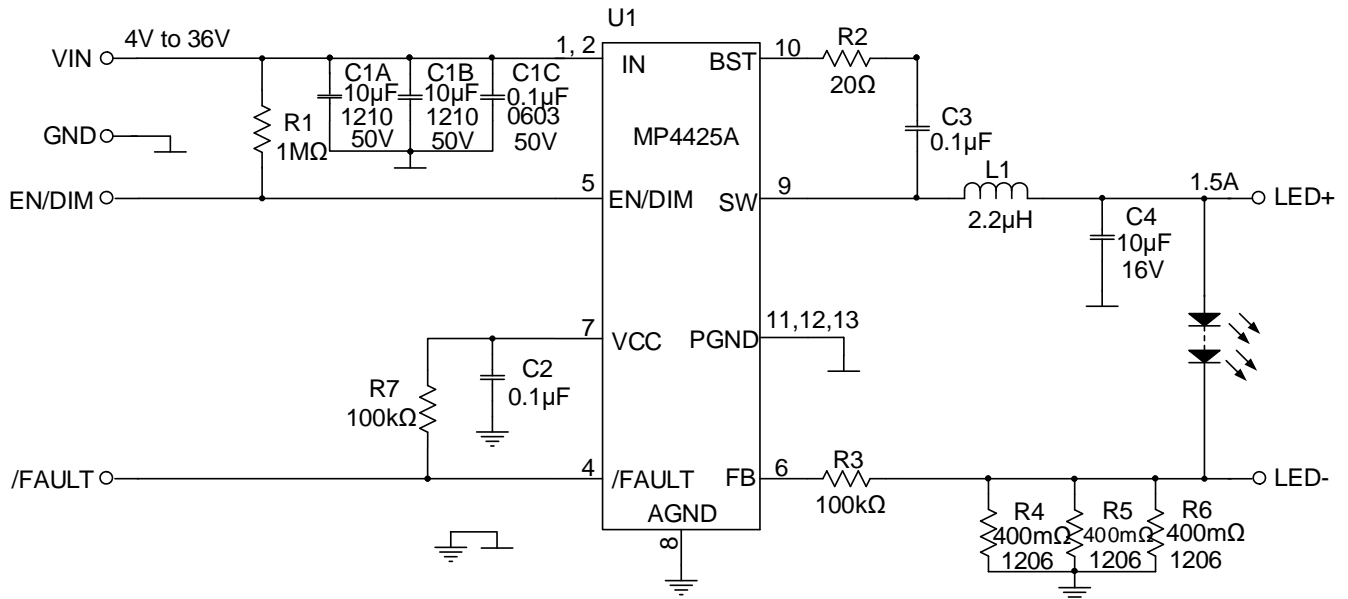 U1
4V to 36V
VIN
1, 2
IN
BST
10
R2
20Ω
C1A
10µF
1210
50V
C1B
10µF
1210
50V
C1C
0.1µF
0603
50V
R1
1MΩ
GND
MP4425A
C3
0.1µF
EN/DIM
5
EN/DIM
SW
9
L1
2.2µH
1.5A
LED+
C4
10µF
16V
7
VCC
PGND
11,12,13
C2
0.1µF
R7
100kΩ
/FAULT
4
/FAULT
FB
6
R3
100kΩ
LED-
AGND
8
R4
400mΩ
1206
R5
400mΩ
1206
R6
400mΩ
1206